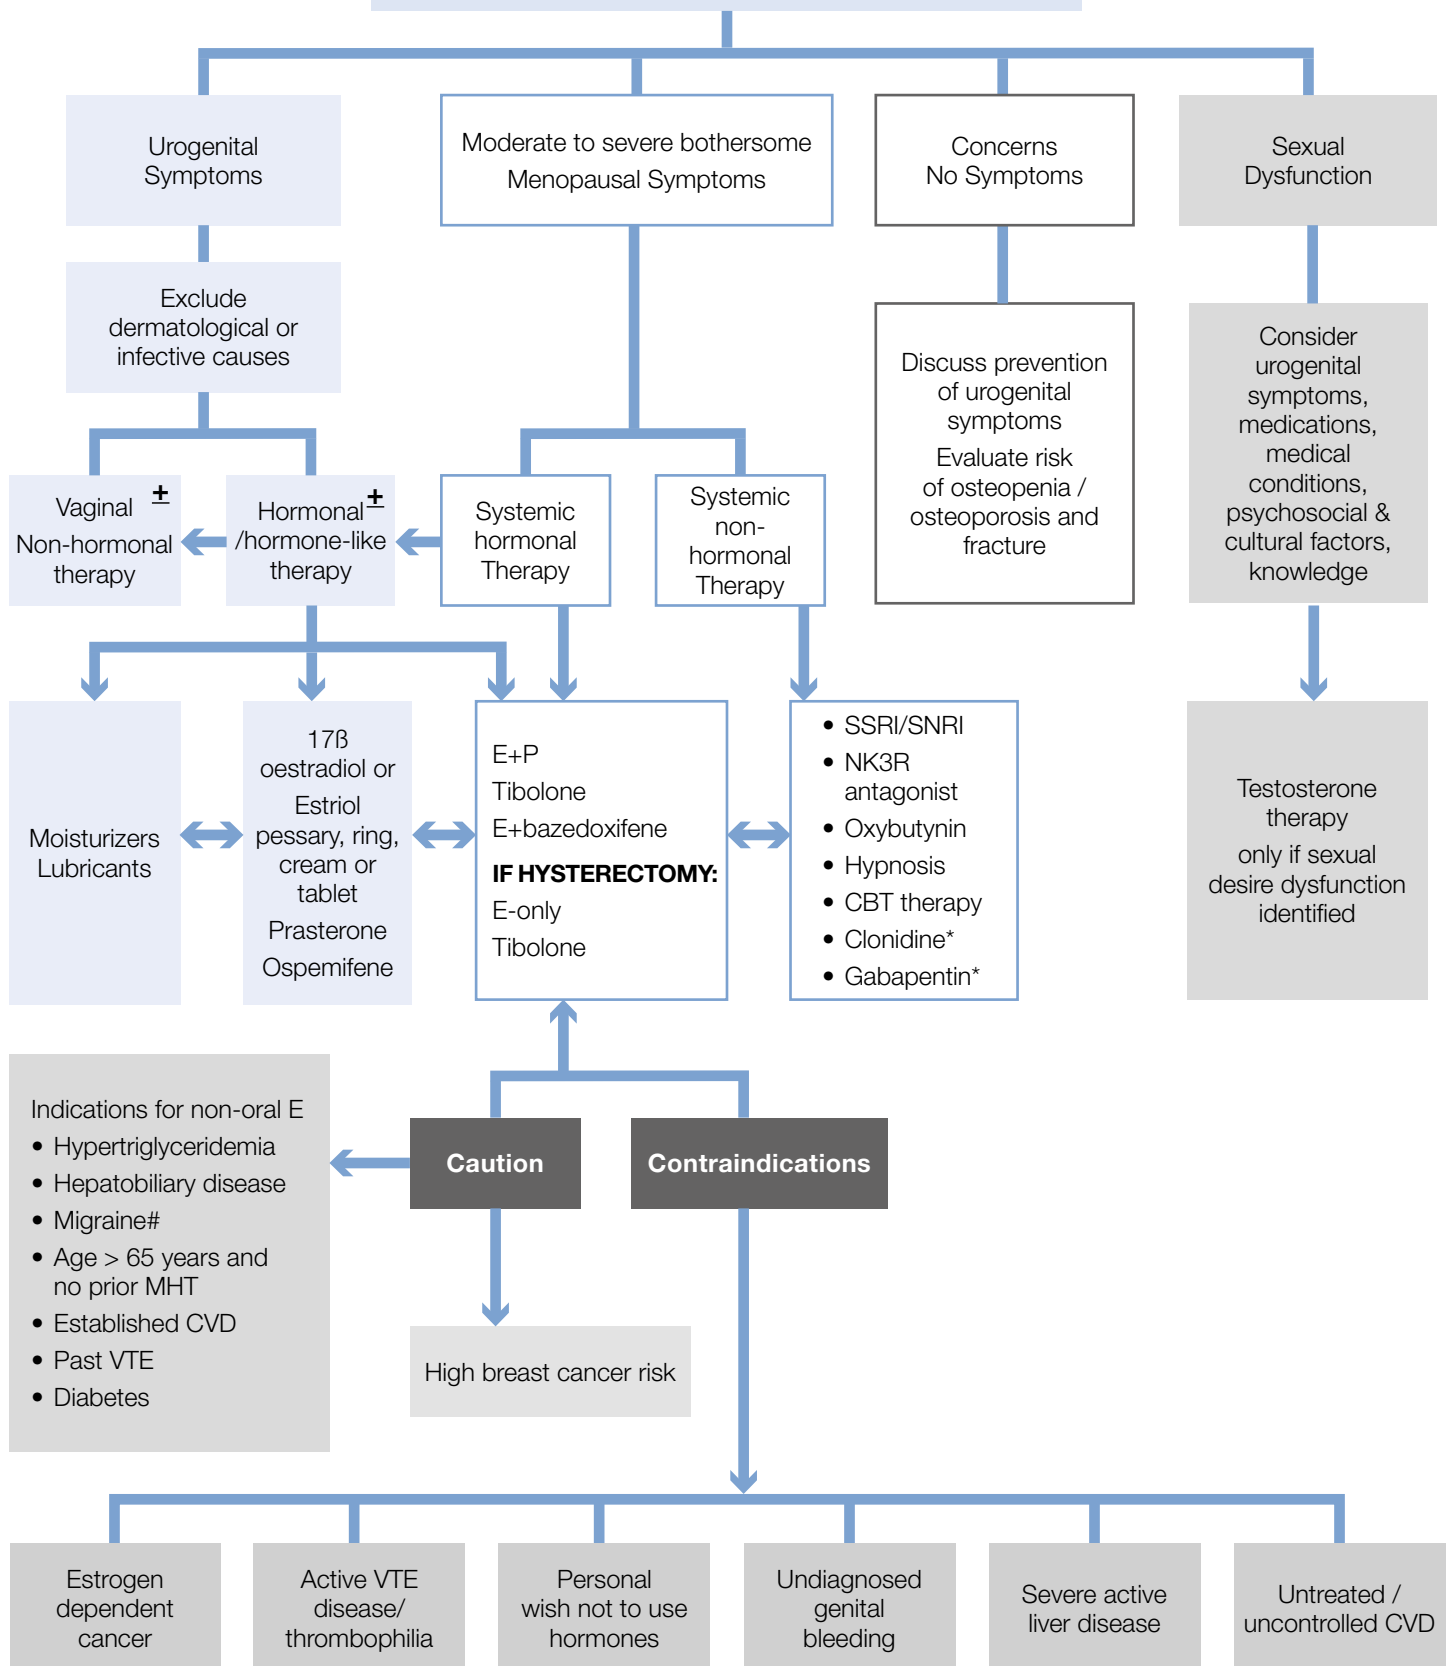 Urogenital
Symptoms
Moderate to severe bothersome
Menopausal Symptoms
Concerns
No Symptoms
Sexual
Dysfunction
Exclude
dermatological or
infective causes
Discuss prevention
of urogenital
symptoms
Evaluate risk
of osteopenia /
osteoporosis and
fracture
Consider
urogenital
symptoms,
medications,
medical
conditions,
psychosocial &
cultural factors,
knowledge
±
Vaginal
Non-hormonal
therapy
±
Hormonal
/hormone-like
therapy
Systemic
hormonal
Therapy
Systemic
non-
hormonal
Therapy
Moisturizers
Lubricants
17ß
oestradiol or
Estriol
pessary, ring,
cream or
tablet
Prasterone
Ospemifene
E+P
Tibolone
E+bazedoxifene
IF HYSTERECTOMY:
E-only
Tibolone
• SSRI/SNRI
• NK3R
antagonist
• Oxybutynin
• Hypnosis
• CBT therapy
• Clonidine*
• Gabapentin*
Testosterone
therapy
only if sexual
desire dysfunction
identified
Indications for non-oral E
• Hypertriglyceridemia
• Hepatobiliary disease
• Migraine#
• Age > 65 years and
no prior MHT
• Established CVD
• Past VTE
• Diabetes
Caution
Contraindications
High breast cancer risk
Estrogen
dependent
cancer
Active VTE
disease/
thrombophilia
Personal
wish not to use
hormones
Undiagnosed
genital
bleeding
Severe active
liver disease
Untreated /
uncontrolled CVD